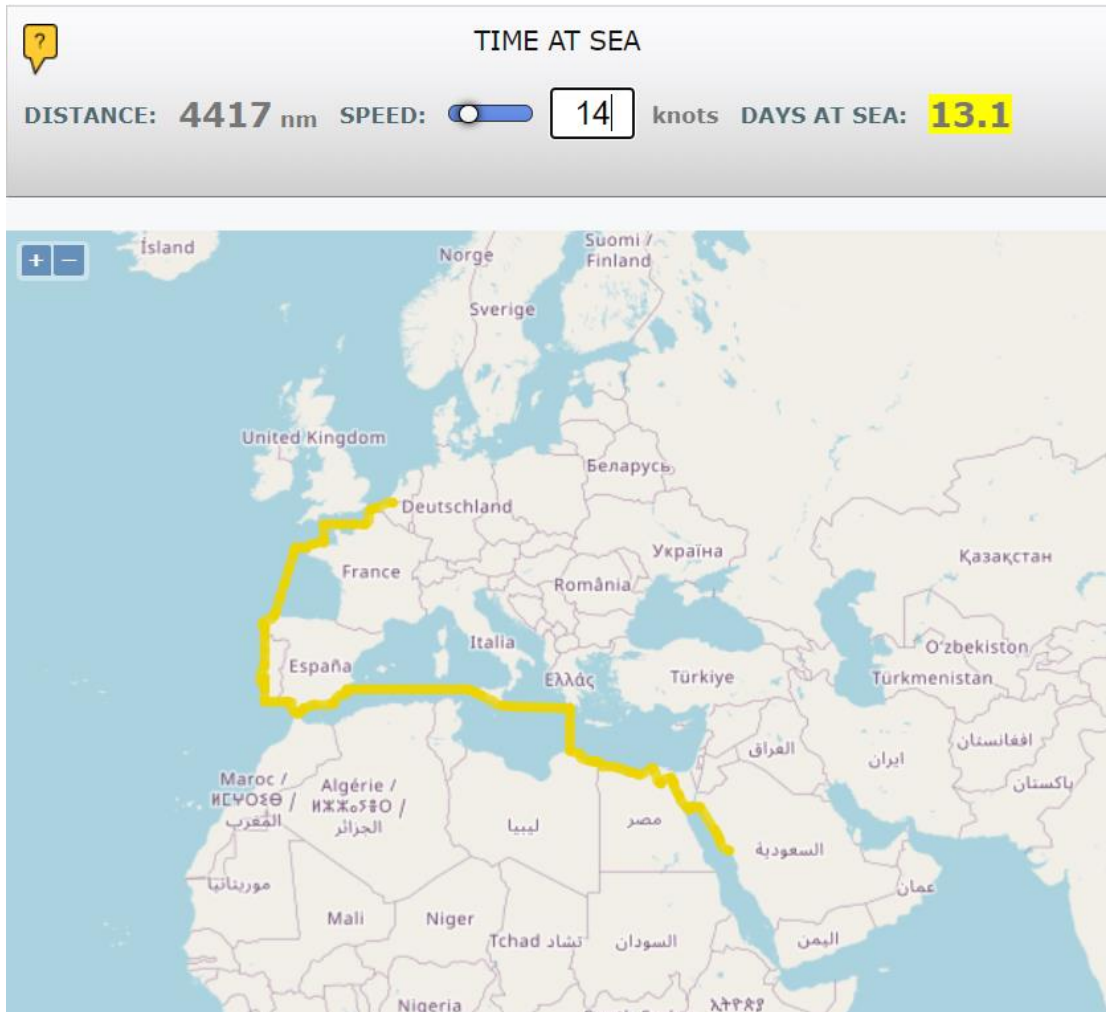 ?
TIME AT SEA
DISTANCE: 4417 nm SPEED: 14 knots DAYS AT SEA: 13.1
+ −
Ísland
Norge
Suomi /
Finland
Sverige
United Kingdom
Беларусь
Deutschland
Україна
Қазақстан
France
România
Italia
O'zbekiston
España
Ελλάς
Türkiye
Türkmenistan
افغانستان
العراق
ایران
پاکستان
Maroc /
ⵍⵎⵖⵔⵉⴱ /
المغرب
Algérie /
ⵍⵣⵣⴰⵢⴻⵔ /
الجزائر
ليبيا
مصر
السعودية
موريتانيا
عمان
Mali
Niger
Tchad تشاد
السودان
اليمن
Nigeria
ኢትዮጵያ